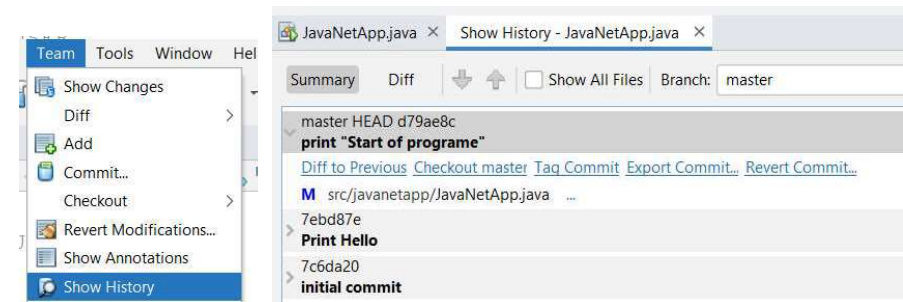 Team Tools Window Hel
Show Changes
Diff
Add
Commit...
Checkout
Revert Modifications...
Show Annotations
Show History
JavaNetApp.java × Show History - JavaNetApp.java ×
Summary Diff Show All Files Branch: master
master HEAD d79ae8c
print "Start of programe"
Diff to Previous Checkout master Tag Commit Export Commit... Revert Commit...
M src/javanetapp/JavaNetApp.java ...
7ebd87e
Print Hello
7c6da20
initial commit